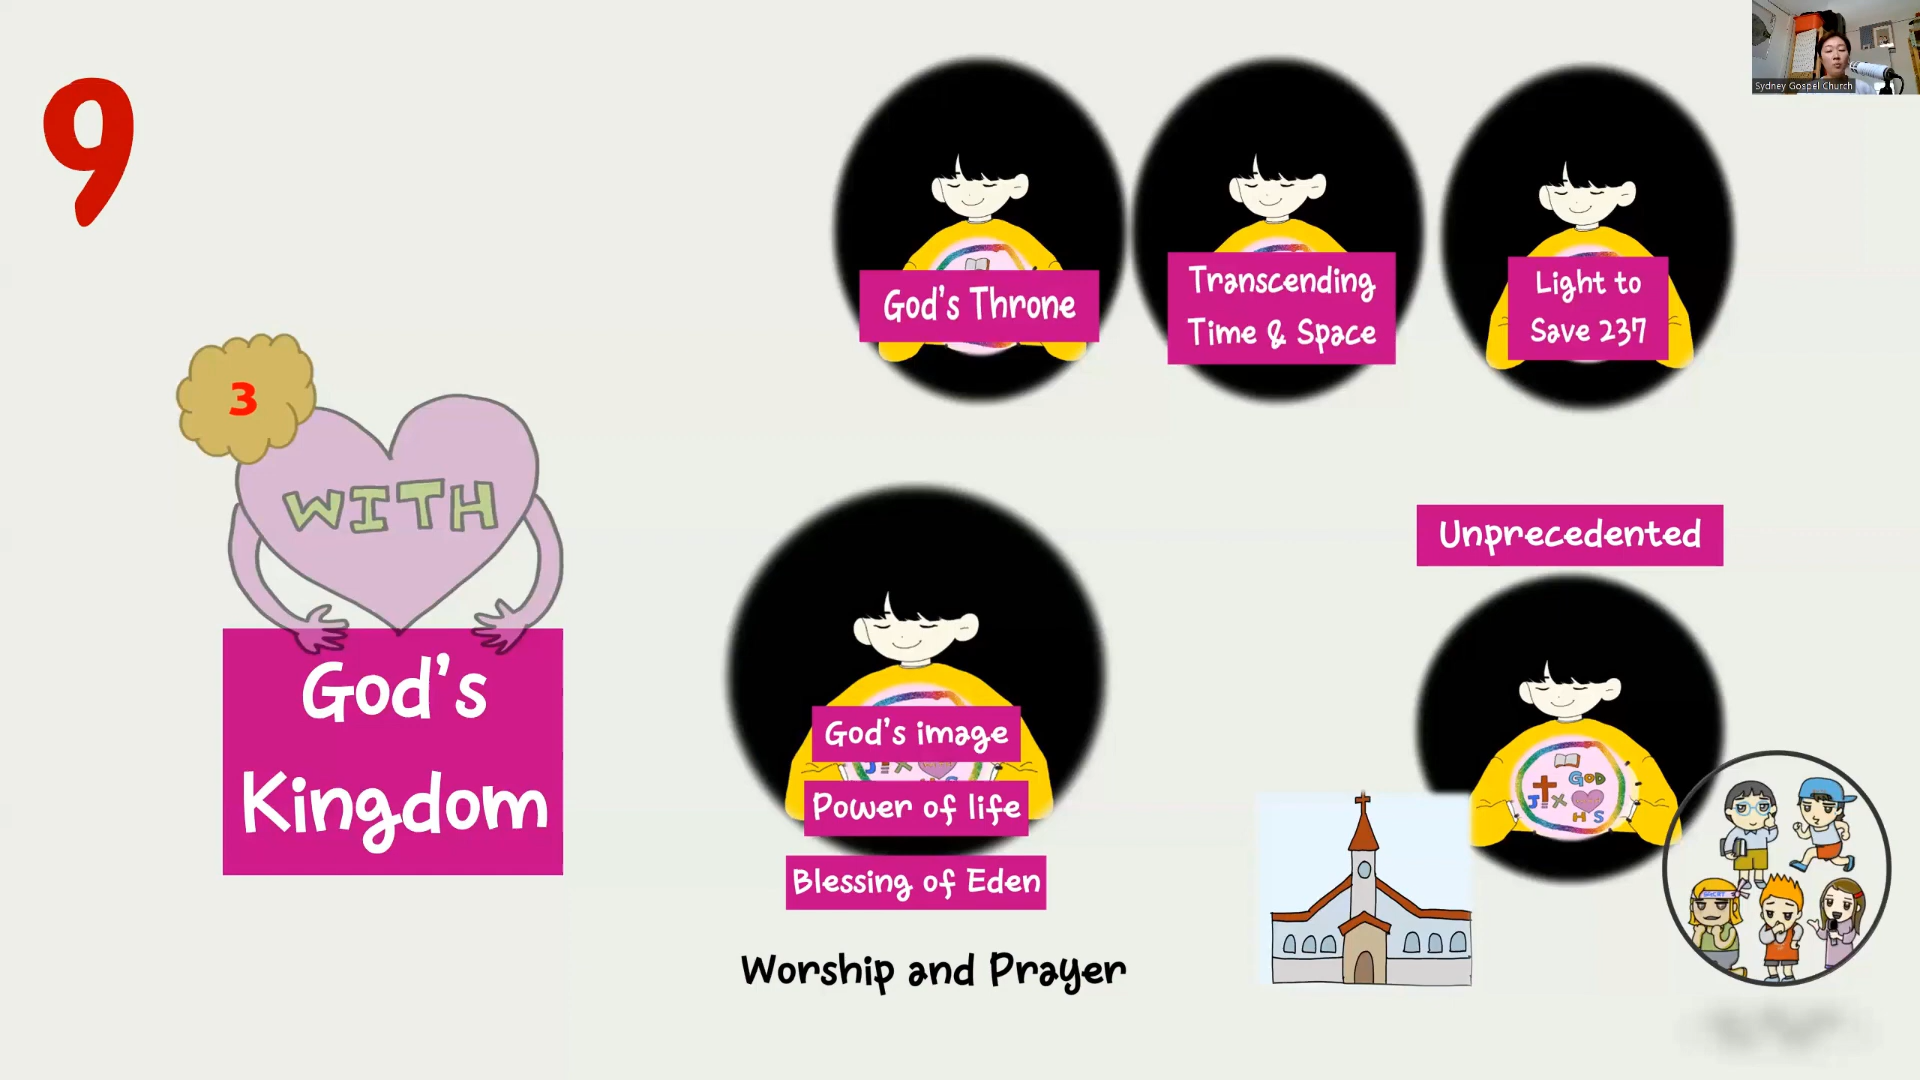 9
Sydney Gospel Church
God's Throne
Transcending
Time & Space
Light to
Save 237
3
WITH
God's
Kingdom
God's image
Power of life
Blessing of Eden
Worship and Prayer
Unprecedented
GOD
J = X
H S